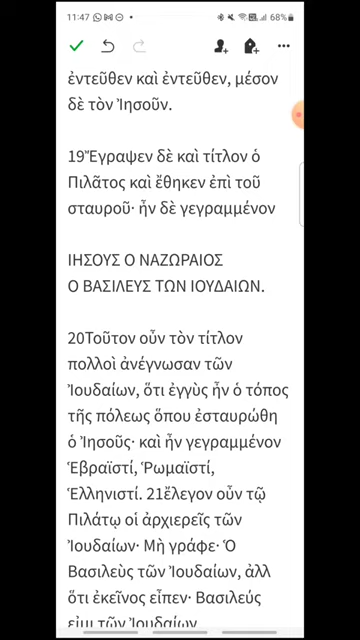 11:47
68%
ἐντεῦθεν καὶ ἐντεῦθεν, μέσον
δὲ τὸν Ἰησοῦν.
19Ἔγραψεν δὲ καὶ τίτλον ὁ
Πιλᾶτος καὶ ἔθηκεν ἐπὶ τοῦ
σταυροῦ· ἦν δὲ γεγραμμένον
ΙΗΣΟΥΣ Ο ΝΑΖΩΡΑΙΟΣ
Ο ΒΑΣΙΛΕΥΣ ΤΩΝ ΙΟΥΔΑΙΩΝ.
20Τοῦτον οὖν τὸν τίτλον
πολλοὶ ἀνέγνωσαν τῶν
Ἰουδαίων, ὅτι ἐγγὺς ἦν ὁ τόπος
τῆς πόλεως ὅπου ἐσταυρώθη
ὁ Ἰησοῦς· καὶ ἦν γεγραμμένον
Ἑβραϊστί, Ῥωμαϊστί,
Ἑλληνιστί. 21ἔλεγον οὖν τῷ
Πιλάτῳ οἱ ἀρχιερεῖς τῶν
Ἰουδαίων· Μὴ γράφε· Ὁ
Βασιλεὺς τῶν Ἰουδαίων, ἀλλ
ὅτι ἐκεῖνος εἶπεν· Βασιλεύς
εἰμι τῶν Ἰουδαίων